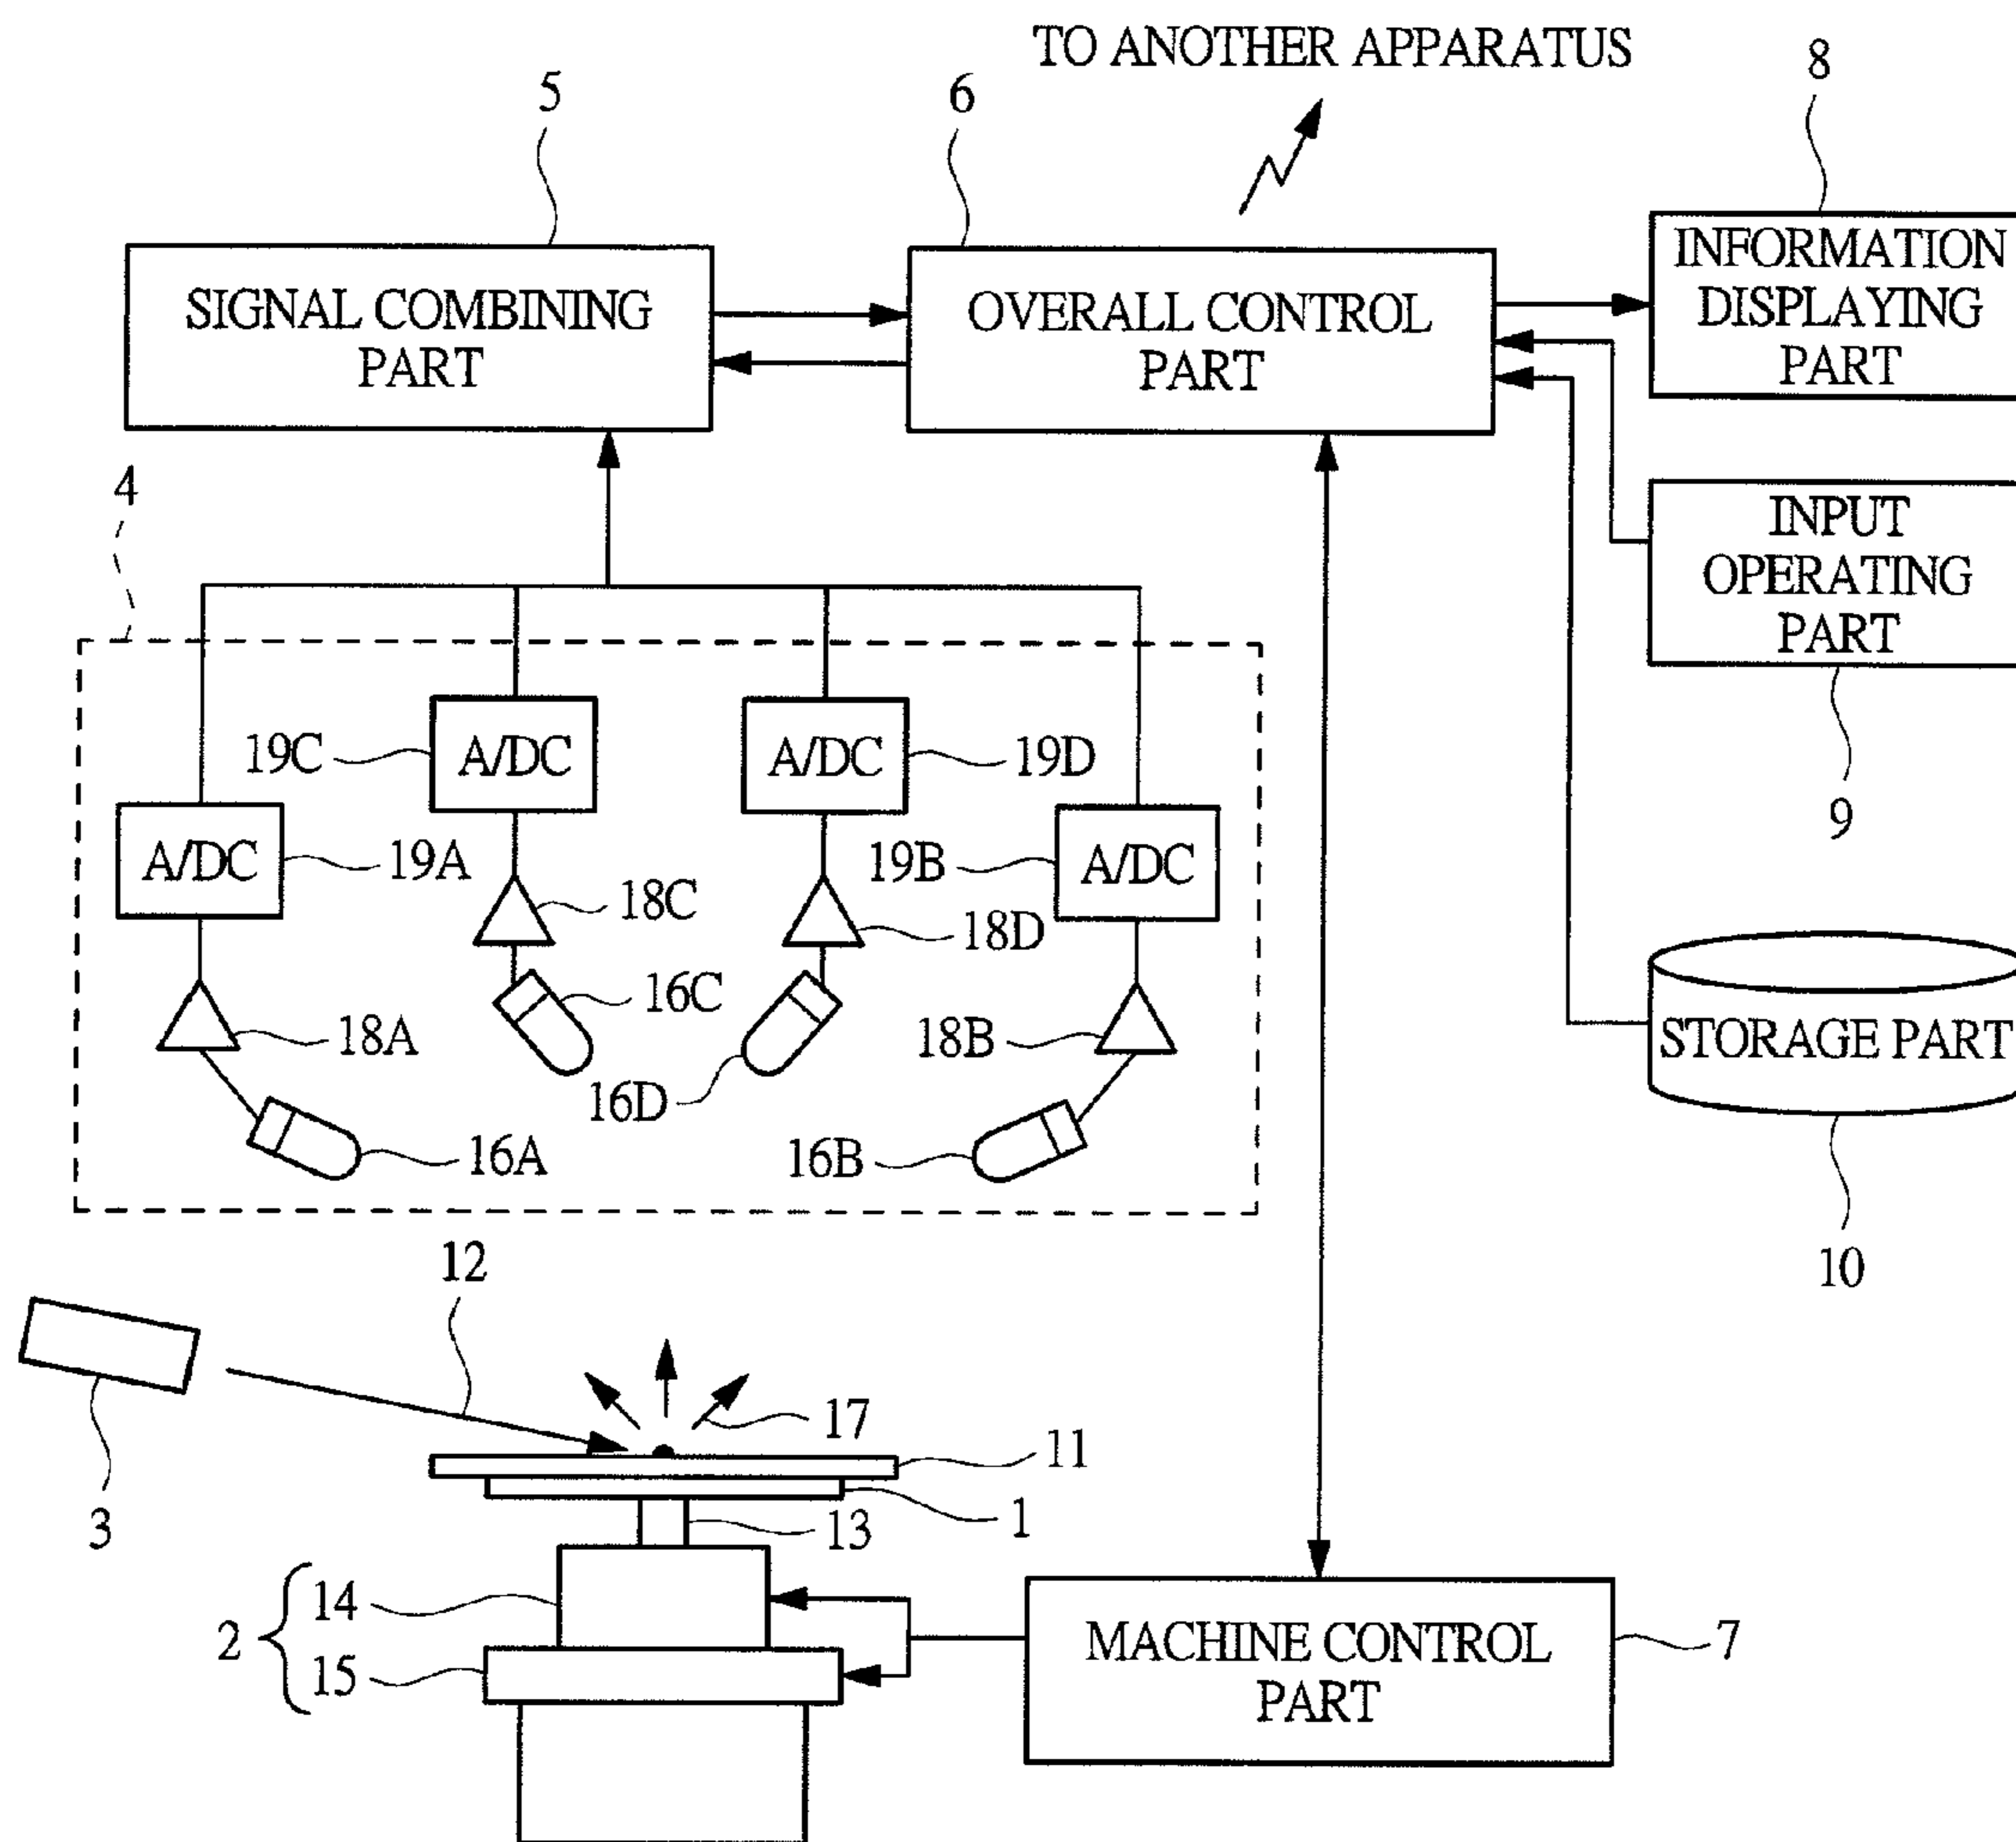 TO ANOTHER APPARATUS
5
6
8
SIGNAL COMBINING
PART
OVERALL CONTROL
PART
INFORMATION
DISPLAYING
PART
4
INPUT
OPERATING
PART
9
19C
A/DC
A/DC
19D
A/DC
19A
19B
A/DC
18C
18D
16C
18A
18B
16D
16A
16B
STORAGE PART
10
12
3
17
11
1
13
2
14
15
MACHINE CONTROL
PART
7